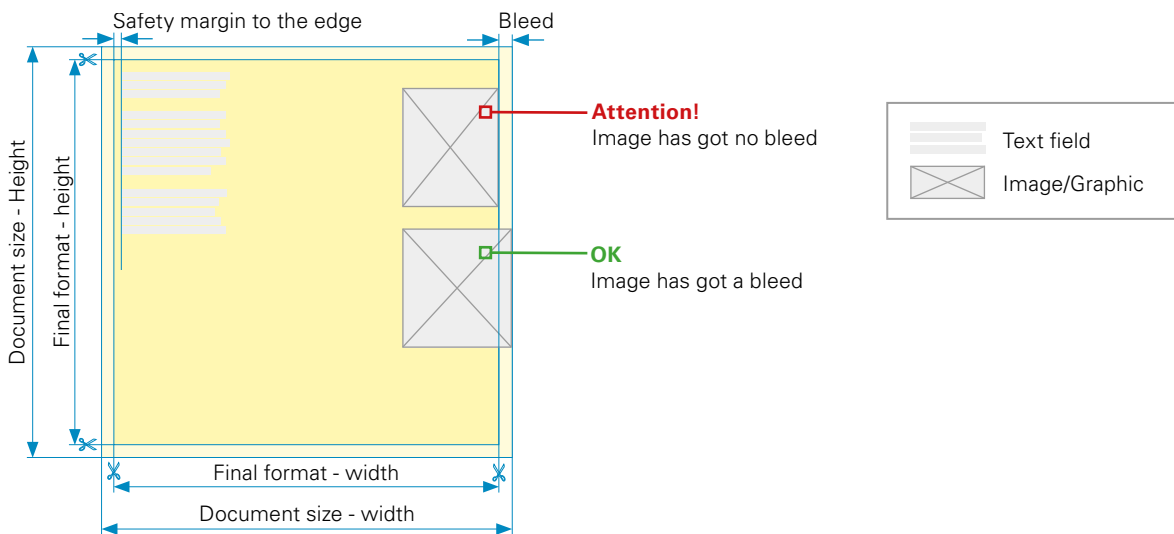 Safety margin to the edge
Bleed
Document size - Height
Final format - height
Attention!
Image has got no bleed
OK
Image has got a bleed
Text field
Image/Graphic
Final format - width
Document size - width